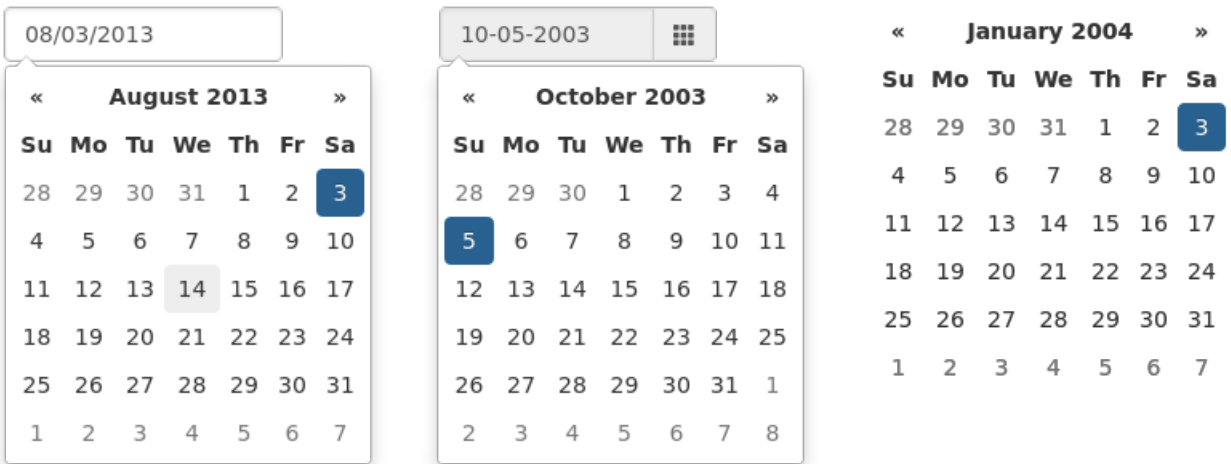 08/03/2013
« August 2013 »
Su Mo Tu We Th Fr Sa
28 29 30 31 1 2 3
4 5 6 7 8 9 10
11 12 13 14 15 16 17
18 19 20 21 22 23 24
25 26 27 28 29 30 31
1 2 3 4 5 6 7
10-05-2003
« October 2003 »
Su Mo Tu We Th Fr Sa
28 29 30 1 2 3 4
5 6 7 8 9 10 11
12 13 14 15 16 17 18
19 20 21 22 23 24 25
26 27 28 29 30 31 1
2 3 4 5 6 7 8
« January 2004 »
Su Mo Tu We Th Fr Sa
28 29 30 31 1 2 3
4 5 6 7 8 9 10
11 12 13 14 15 16 17
18 19 20 21 22 23 24
25 26 27 28 29 30 31
1 2 3 4 5 6 7